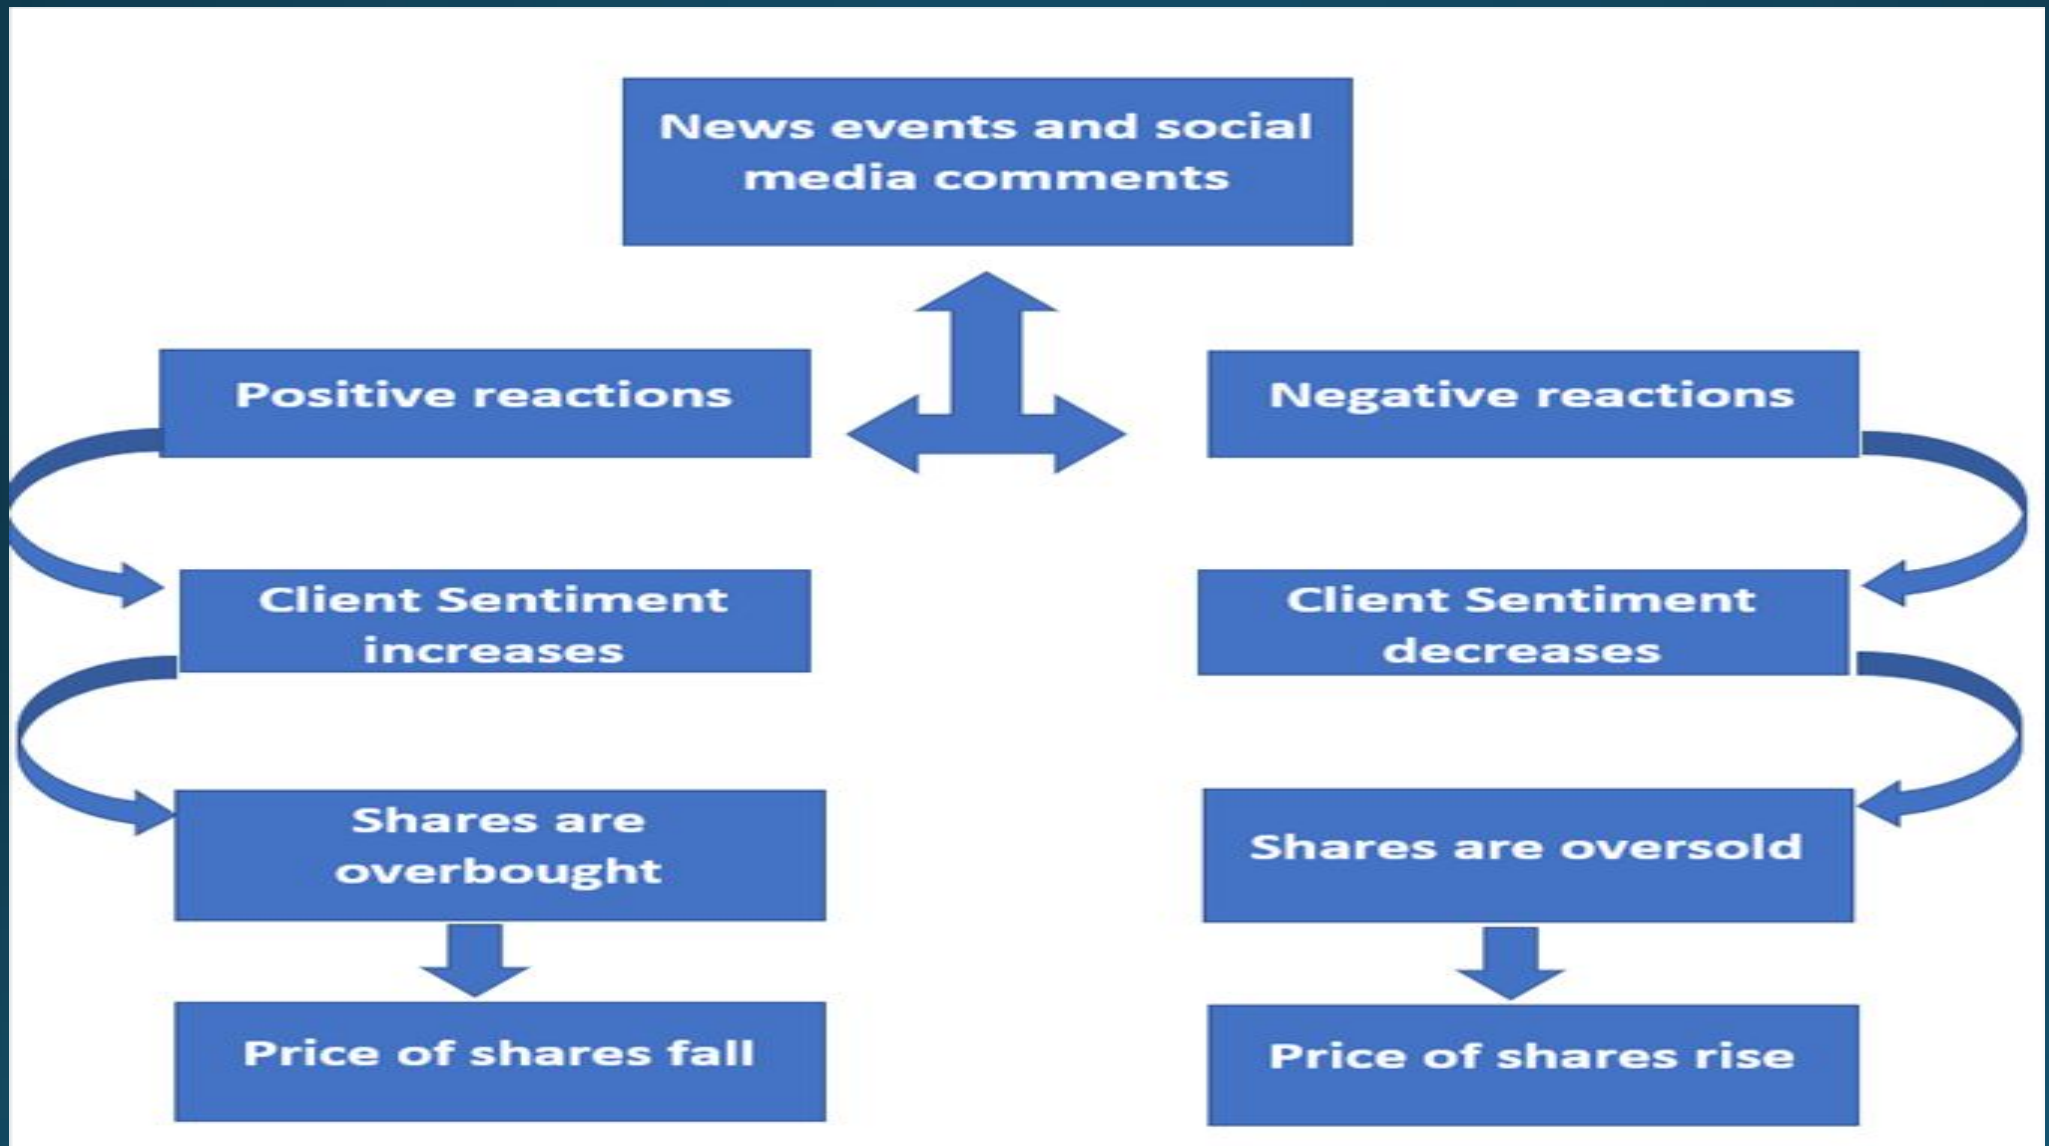 News events and social
media comments
Positive reactions
Negative reactions
Client Sentiment
increases
Client Sentiment
decreases
Shares are
overbought
Shares are oversold
Price of shares fall
Price of shares rise